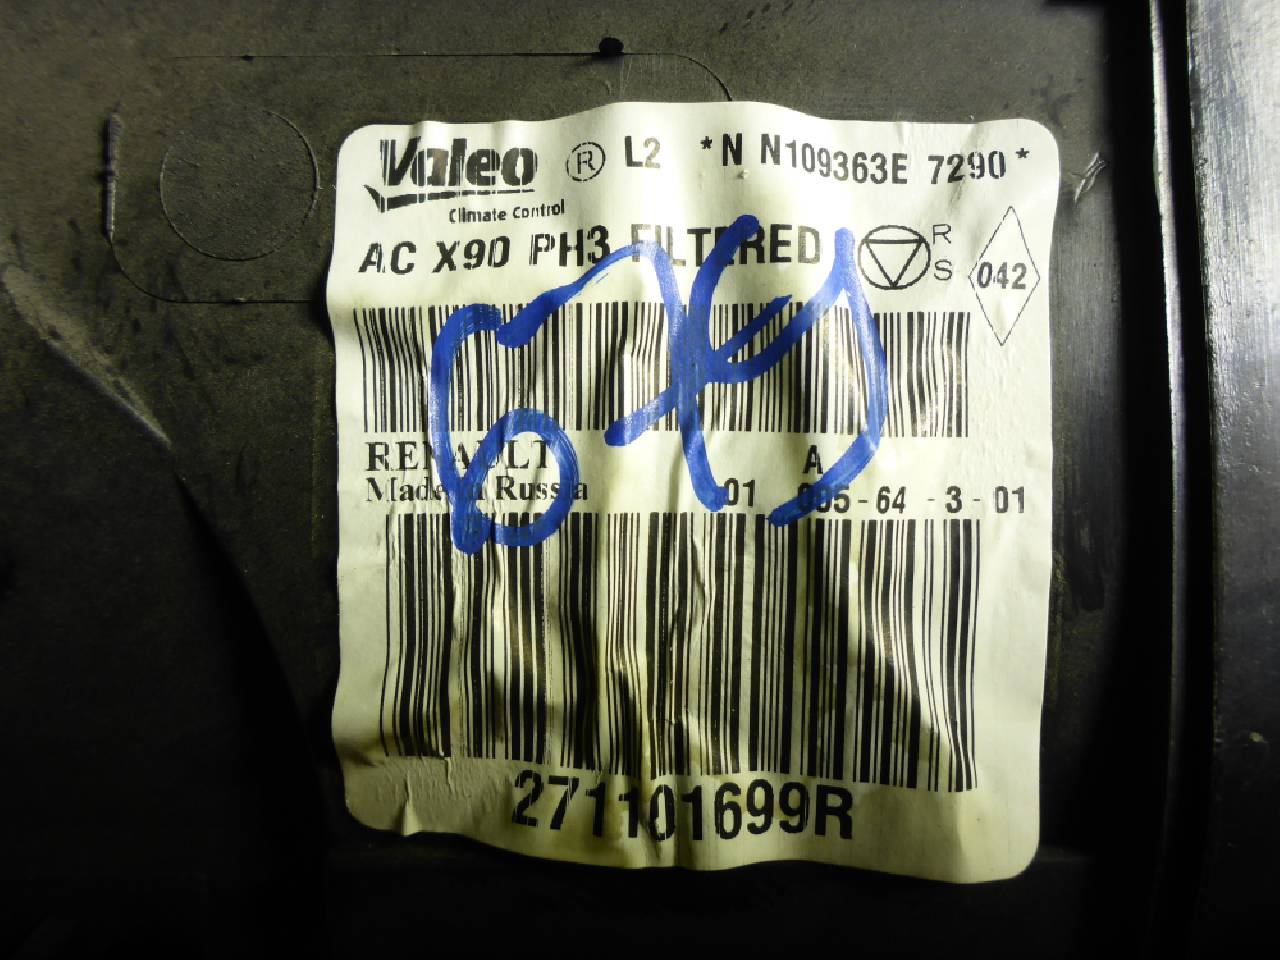 Valeo ® L2 *N N109363E 7290*
Climate Control
AC X90 PH3 FILTERED
R
S
042
RENAULT A
Made in Russia 01 005-64 -3-01
271101699R